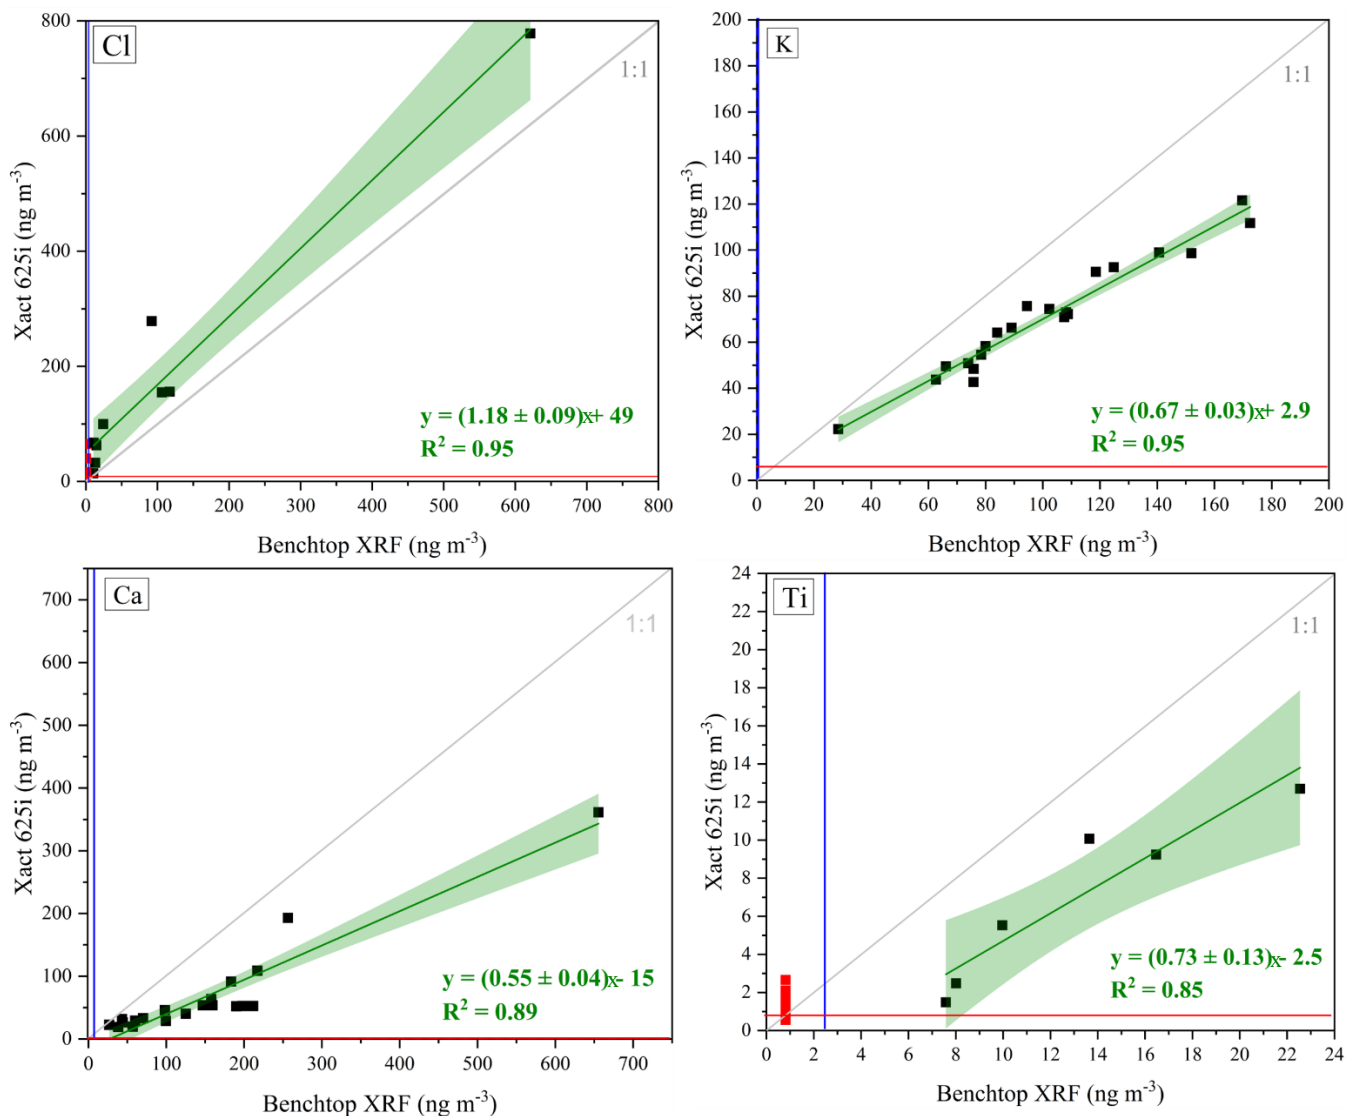 Cl
1:1
800
600
400
200
0
0 100 200 300 400 500 600 700 800
Xact 625i (ng m⁻³)
Benchtop XRF (ng m⁻³)
y = (1.18 ± 0.09)x+ 49
R² = 0.95
K
1:1
200
180
160
140
120
100
80
60
40
20
0
0 20 40 60 80 100 120 140 160 180 200
Xact 625i (ng m⁻³)
Benchtop XRF (ng m⁻³)
y = (0.67 ± 0.03)x+ 2.9
R² = 0.95
Ca
1:1
700
600
500
400
300
200
100
0
0 100 200 300 400 500 600 700
Xact 625i (ng m⁻³)
Benchtop XRF (ng m⁻³)
y = (0.55 ± 0.04)x- 15
R² = 0.89
Ti
1:1
24
22
20
18
16
14
12
10
8
6
4
2
0
0 2 4 6 8 10 12 14 16 18 20 22 24
Xact 625i (ng m⁻³)
Benchtop XRF (ng m⁻³)
y = (0.73 ± 0.13)x- 2.5
R² = 0.85